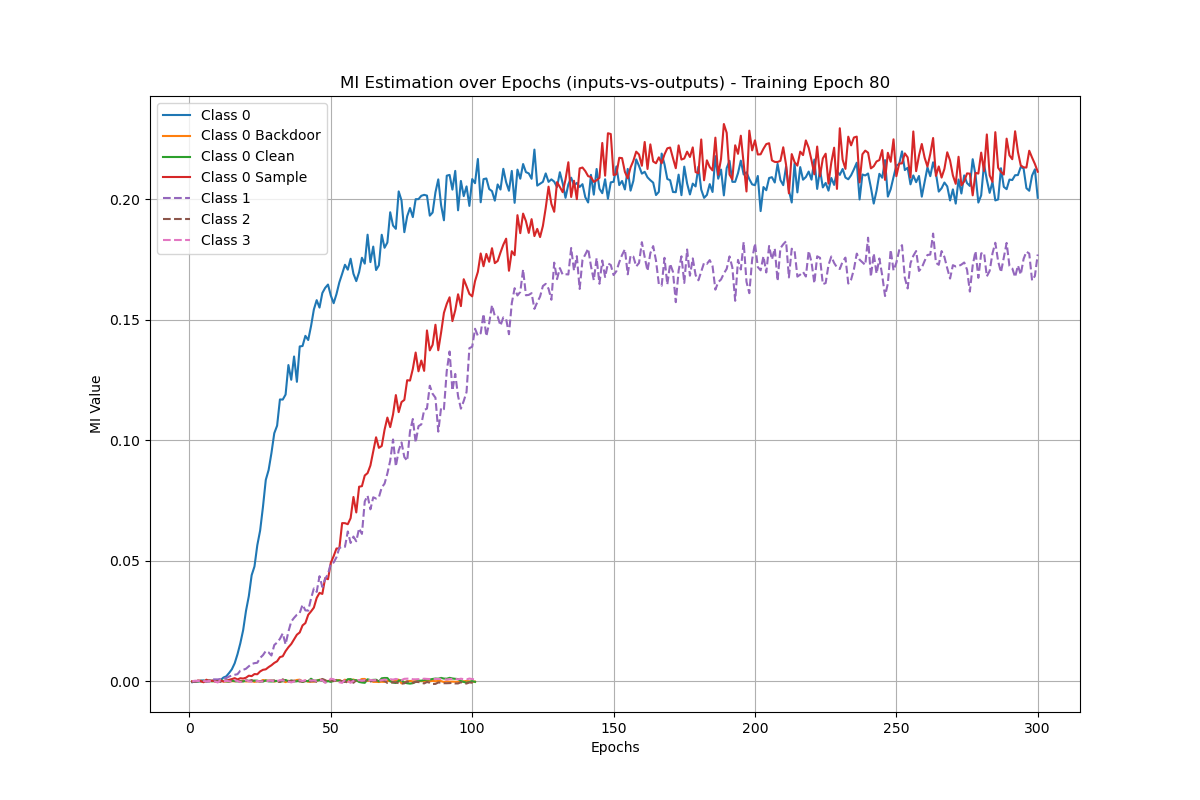 MI Estimation over Epochs (inputs-vs-outputs) - Training Epoch 80
Class 0
Class 0 Backdoor
Class 0 Clean
Class 0 Sample
Class 1
Class 2
Class 3
MI Value
0.20
0.15
0.10
0.05
0.00
0
50
100
150
200
250
300
Epochs